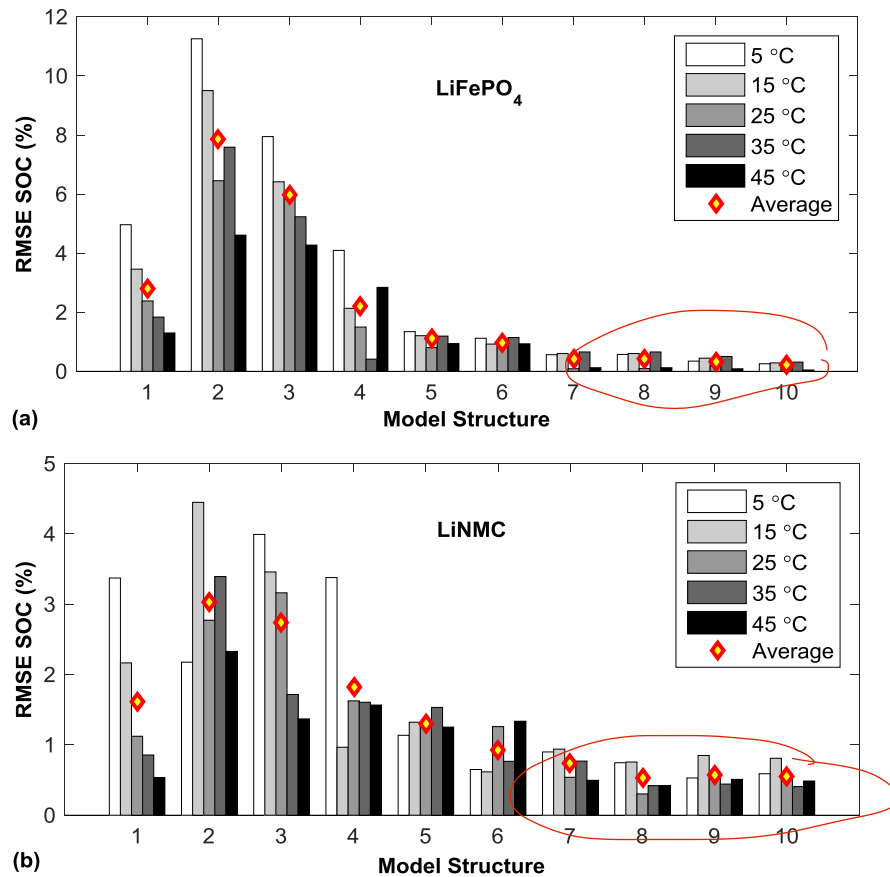 12
10
8
6
4
2
0
RMSE SOC (%)
LiFePO4
5 °C
15 °C
25 °C
35 °C
45 °C
Average
1 2 3 4 5 6 7 8 9 10
Model Structure
(a)
5
4
3
2
1
0
RMSE SOC (%)
LiNMC
5 °C
15 °C
25 °C
35 °C
45 °C
Average
1 2 3 4 5 6 7 8 9 10
Model Structure
(b)